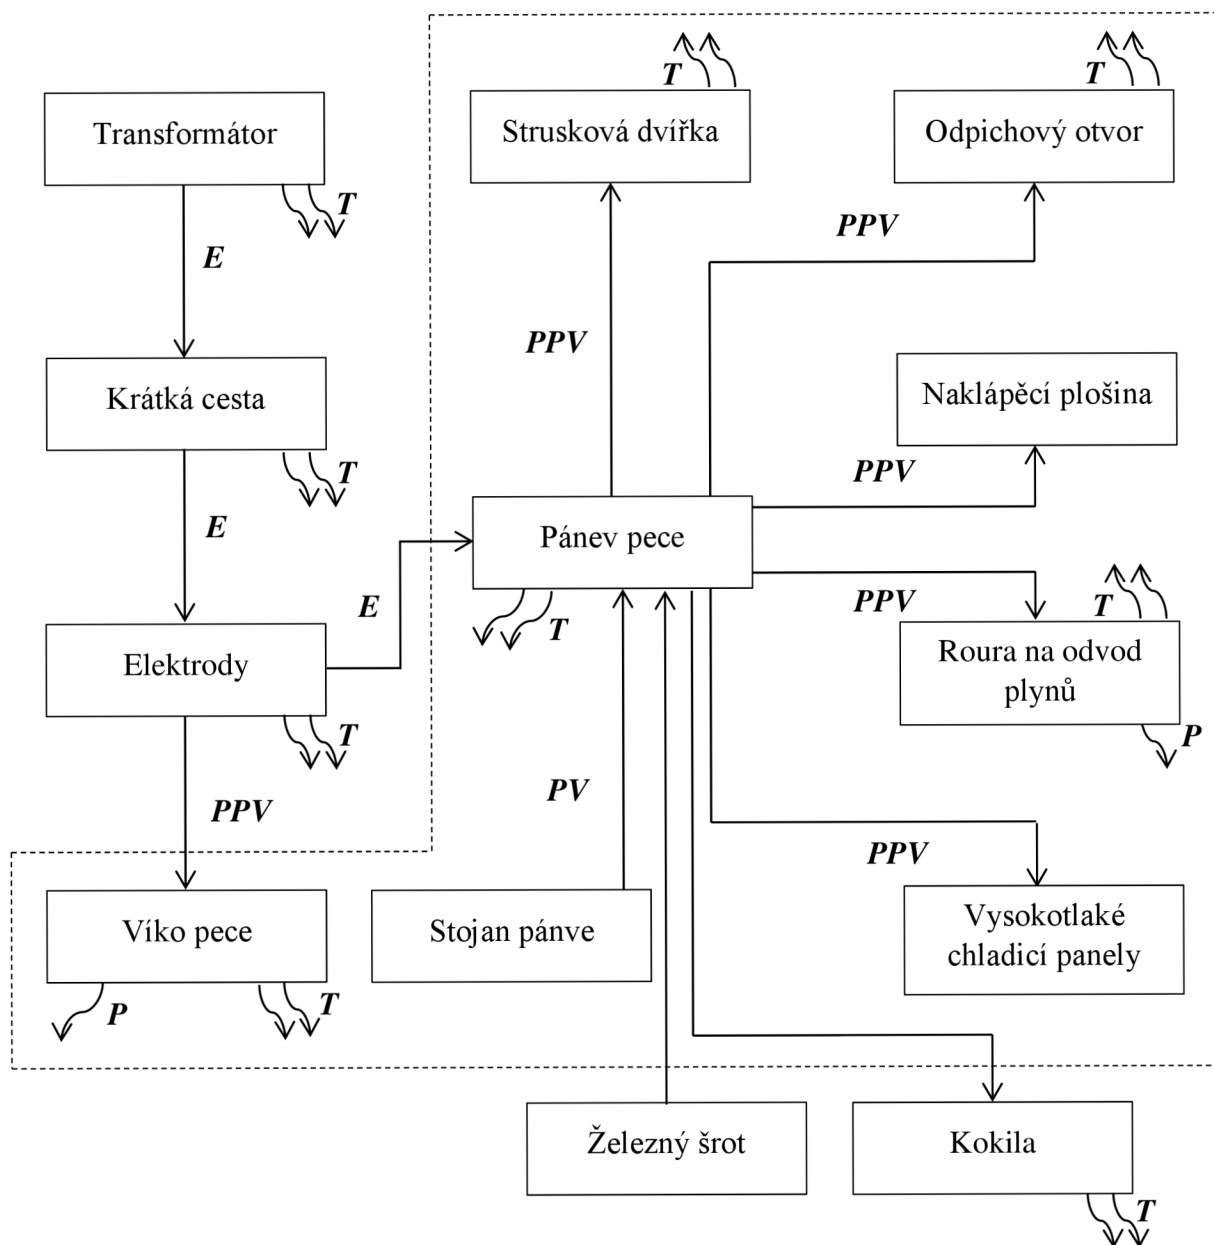 T
T
Transformátor
Strusková dvířka
Odpichový otvor
T
PPV
E
PPV
Krátká cesta
Naklápěcí plošina
T
PPV
E
Pánev pece
E
PPV
T
T
Elektrody
Roura na odvod
plynů
T
P
PV
PPV
PPV
Víko pece
Stojan pánve
Vysokotlaké
chladicí panely
P
T
Železný šrot
Kokila
T